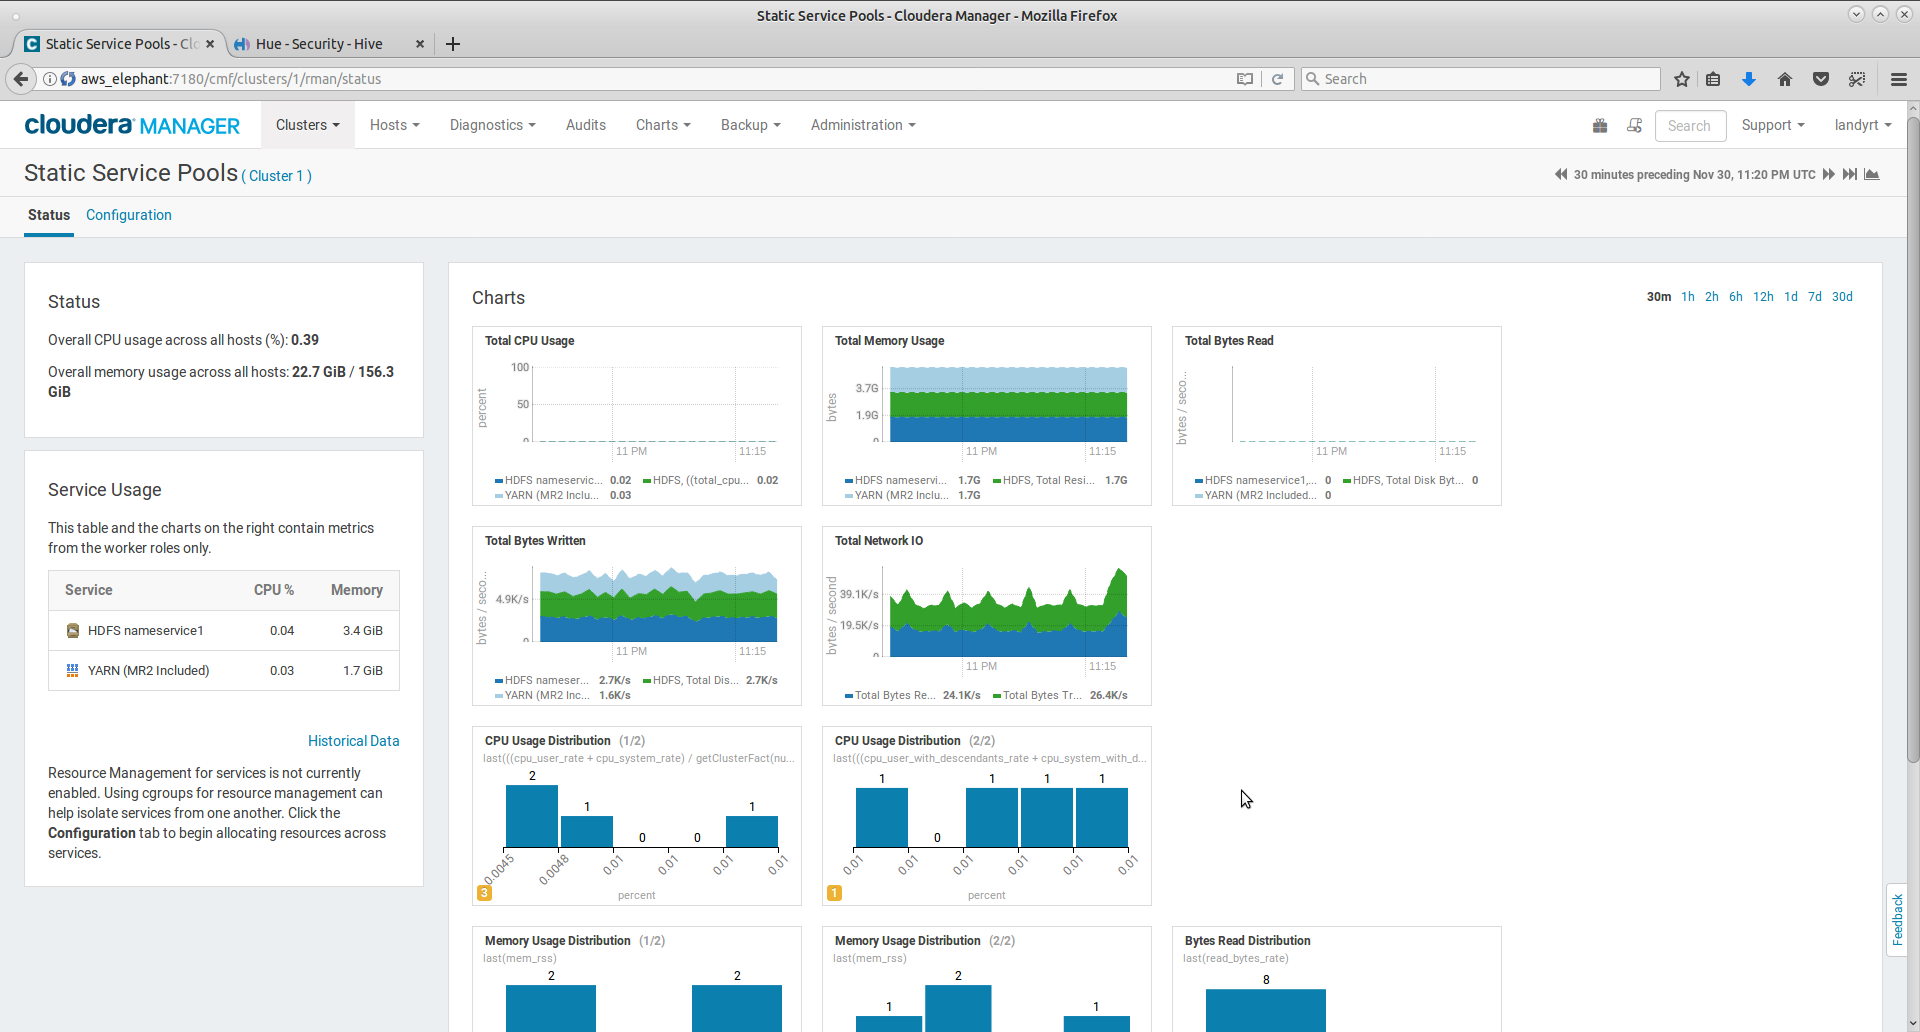 Static Service Pools - Cloudera Manager - Mozilla Firefox
Static Service Pools - Clo
Hue - Security - Hive
aws_elephant:7180/cmf/clusters/1/rman/status
Search
cloudera MANAGER
Clusters
Hosts
Diagnostics
Audits
Charts
Backup
Administration
Search
Support
landyrt
Static Service Pools ( Cluster 1 )
30 minutes preceding Nov 30, 11:20 PM UTC
Status
Configuration
Status
Overall CPU usage across all hosts (%): 0.39
Overall memory usage across all hosts: 22.7 GiB / 156.3
GiB
Service Usage
This table and the charts on the right contain metrics
from the worker roles only.
Service CPU % Memory
HDFS nameservice1 0.04 3.4 GiB
YARN (MR2 Included) 0.03 1.7 GiB
Historical Data
Resource Management for services is not currently
enabled. Using cgroups for resource management can
help isolate services from one another. Click the
Configuration tab to begin allocating resources across
services.
Charts
30m 1h 2h 6h 12h 1d 7d 30d
Total CPU Usage
percent
100
50
0
11 PM 11:15
HDFS nameservic... 0.02 HDFS, ((total_cpu... 0.02
YARN (MR2 Inclu... 0.03
Total Memory Usage
bytes
3.7G
1.9G
0
11 PM 11:15
HDFS nameservi... 1.7G HDFS, Total Resi... 1.7G
YARN (MR2 Inclu... 1.7G
Total Bytes Read
bytes / seco...
11 PM 11:15
HDFS nameservice1,... 0 HDFS, Total Disk Byt... 0
YARN (MR2 Included... 0
Total Bytes Written
bytes / seco...
4.9K/s
0
11 PM 11:15
HDFS nameser... 2.7K/s HDFS, Total Dis... 2.7K/s
YARN (MR2 Inc... 1.6K/s
Total Network IO
bytes / second
39.1K/s
19.5K/s
0
11 PM 11:15
Total Bytes Re... 24.1K/s Total Bytes Tr... 26.4K/s
CPU Usage Distribution (1/2)
last(((cpu_user_rate + cpu_system_rate) / getClusterFact(nu...
2 1 0 0 1
0.0045 0.0048 0.01 0.01 0.01 0.01
3
percent
CPU Usage Distribution (2/2)
last(((cpu_user_with_descendants_rate + cpu_system_with_d...
1 0 1 1 1
0.01 0.01 0.01 0.01 0.01 0.01
1
percent
Memory Usage Distribution (1/2)
last(mem_rss)
2 2
Memory Usage Distribution (2/2)
last(mem_rss)
1 2 1
Bytes Read Distribution
last(read_bytes_rate)
8
Feedback